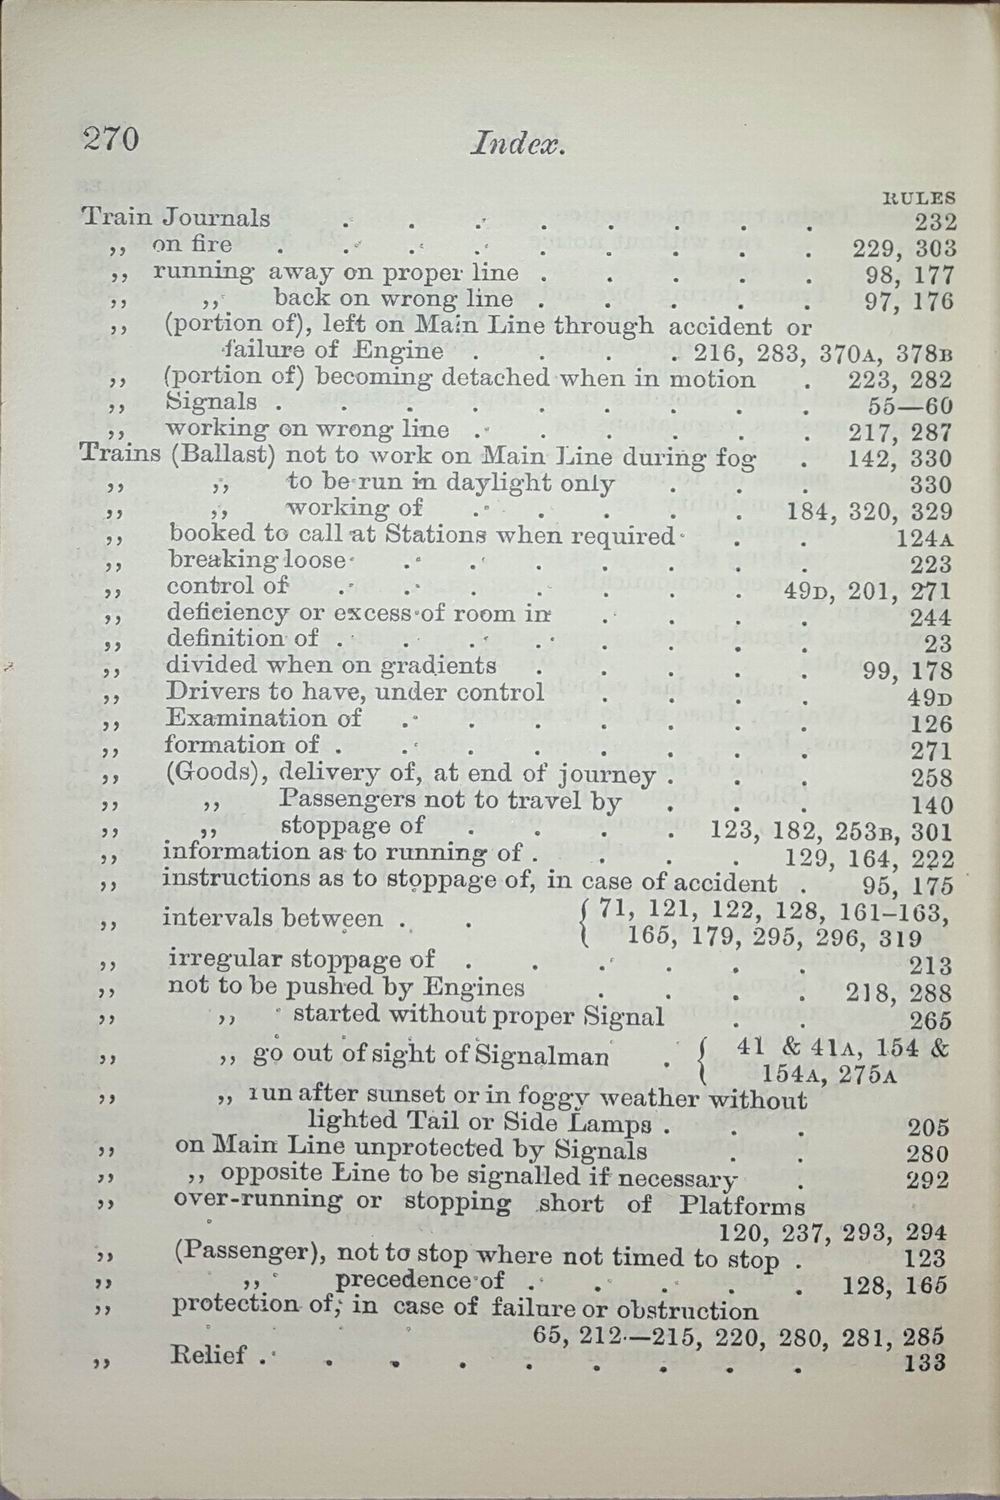 270 Index.
RULES
Train Journals . . . . . . . . 232
,, on fire . . . . . . . . . 229, 303
,, running away on proper line . . . . . 98, 177
,, ,, back on wrong line . . . . . 97, 176
,, (portion of), left on Main Line through accident or
failure of Engine . . . . 216, 283, 370A, 378B
,, (portion of) becoming detached when in motion . 223, 282
,, Signals . . . . . . . . . 55—60
,, working on wrong line . . . . . . 217, 287
Trains (Ballast) not to work on Main Line during fog . 142, 330
,, ,, to be run in daylight only . . . 330
,, ,, working of . . . . . 184, 320, 329
,, booked to call at Stations when required . . 124A
,, breaking loose . . . . . . . 223
,, control of . . . . . . . 49D, 201, 271
,, deficiency or excess of room in . . . . 244
,, definition of . . . . . . . . 23
,, divided when on gradients . . . . . 99, 178
,, Drivers to have, under control . . . . 49D
,, Examination of . . . . . . . 126
,, formation of . . . . . . . . 271
,, (Goods), delivery of, at end of journey . . . 258
,, ,, Passengers not to travel by . . . 140
,, ,, stoppage of . . . . 123, 182, 253B, 301
,, information as to running of . . . . 129, 164, 222
,, instructions as to stoppage of, in case of accident . 95, 175
,, intervals between . . { 71, 121, 122, 128, 161–163,
{ 165, 179, 295, 296, 319
,, irregular stoppage of . . . . . . 213
,, not to be pushed by Engines . . . . 218, 288
,, ,, started without proper Signal . . 265
,, ,, go out of sight of Signalman . { 41 & 41A, 154 &
{ 154A, 275A
,, ,, run after sunset or in foggy weather without
lighted Tail or Side Lamps . . . 205
,, on Main Line unprotected by Signals . . 280
,, ,, opposite Line to be signalled if necessary . 292
,, over-running or stopping short of Platforms
120, 237, 293, 294
,, (Passenger), not to stop where not timed to stop . 123
,, ,, precedence of . . . . . 128, 165
,, protection of, in case of failure or obstruction
65, 212—215, 220, 280, 281, 285
,, Relief . . . . . . . . . 133